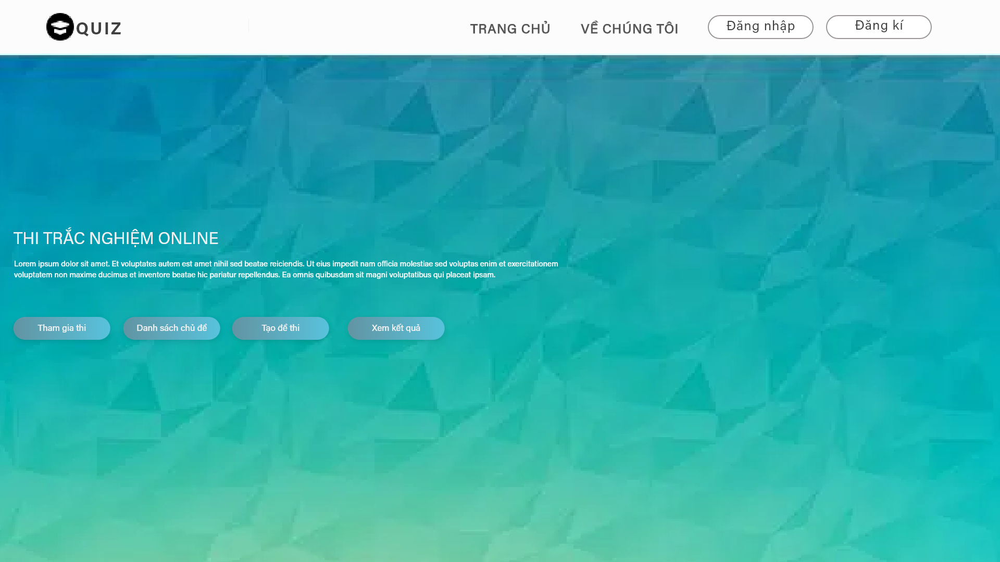 QUIZ
TRANG CHỦ
VỀ CHÚNG TÔI
Đăng nhập
Đăng kí
THI TRẮC NGHIỆM ONLINE
Lorem ipsum dolor sit amet. Et voluptates autem est amet nihil sed beatae reiciendis. Ut eius impedit nam officia molestiae sed voluptas enim et exercitationem
voluptatem non maxime ducimus et inventore beatae hic pariatur repellendus. Ea omnis quibusdam sit magni voluptatibus qui placeat ipsam.
Tham gia thi
Danh sách chủ đề
Tạo đề thi
Xem kết quả